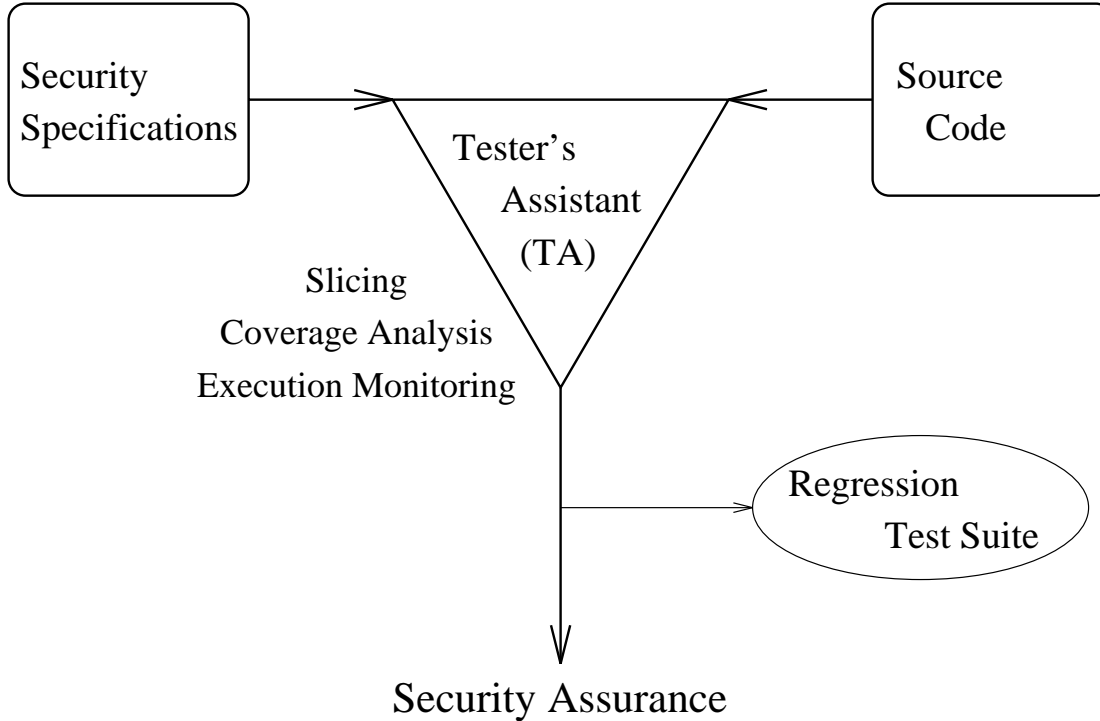 Security
Specifications
Source
Code
Tester's
Assistant
(TA)
Slicing
Coverage Analysis
Execution Monitoring
Regression
Test Suite
Security Assurance